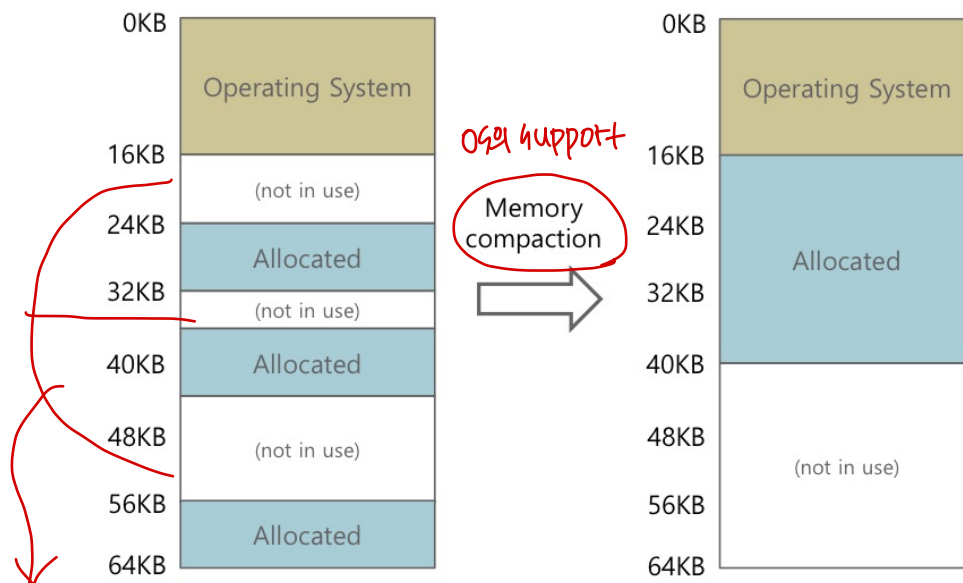 0KB
Operating System
16KB
(not in use)
24KB
Allocated
32KB
(not in use)
40KB
Allocated
48KB
(not in use)
56KB
Allocated
64KB
OS의 support
Memory
compaction
0KB
Operating System
16KB
24KB
Allocated
32KB
40KB
48KB
(not in use)
56KB
64KB